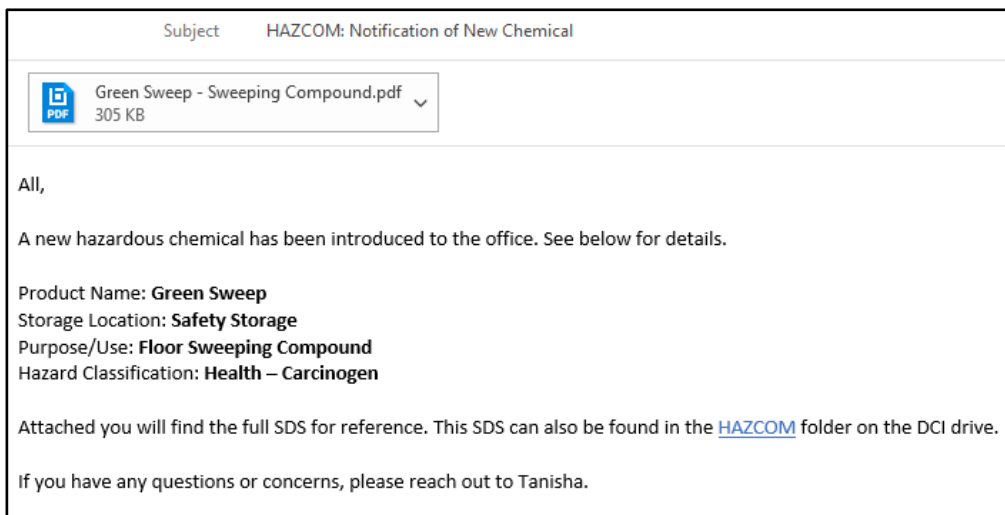 Subject HAZCOM: Notification of New Chemical
PDF
Green Sweep - Sweeping Compound.pdf
305 KB
All,
A new hazardous chemical has been introduced to the office. See below for details.
Product Name: Green Sweep
Storage Location: Safety Storage
Purpose/Use: Floor Sweeping Compound
Hazard Classification: Health – Carcinogen
Attached you will find the full SDS for reference. This SDS can also be found in the HAZCOM folder on the DCI drive.
If you have any questions or concerns, please reach out to Tanisha.